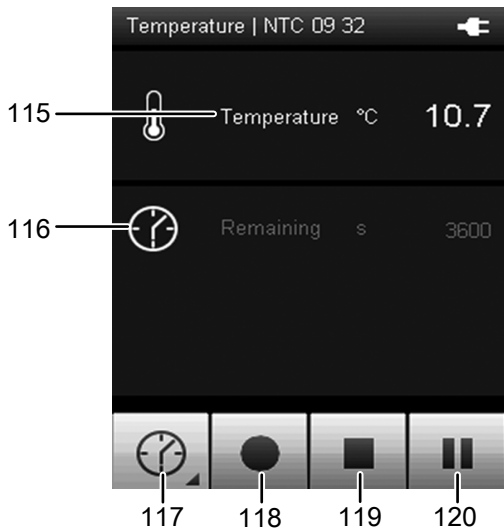 Temperature | NTC 09 32
115
Temperature °C 10.7
116
Remaining s 3600
117 118 119 120